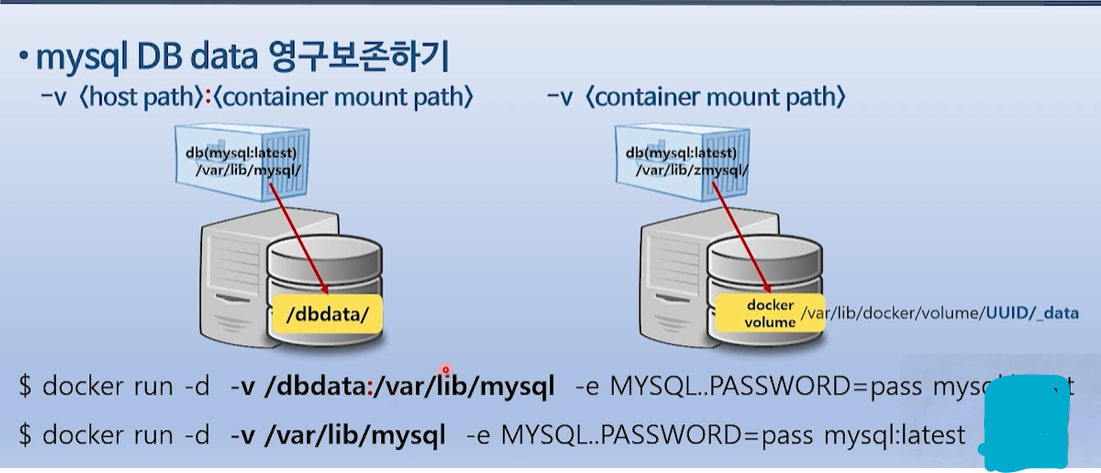 • mysql DB data 영구보존하기
-v 〈host path〉:〈container mount path〉
-v 〈container mount path〉
db(mysql:latest)
/var/lib/mysql/
/dbdata/
db(mysql:latest)
/var/lib/zmysql/
docker
volume
/var/lib/docker/volume/UUID/_data
$ docker run -d -v /dbdata:/var/lib/mysql -e MYSQL..PASSWORD=pass
$ docker run -d -v /var/lib/mysql -e MYSQL..PASSWORD=pass mysql:latest